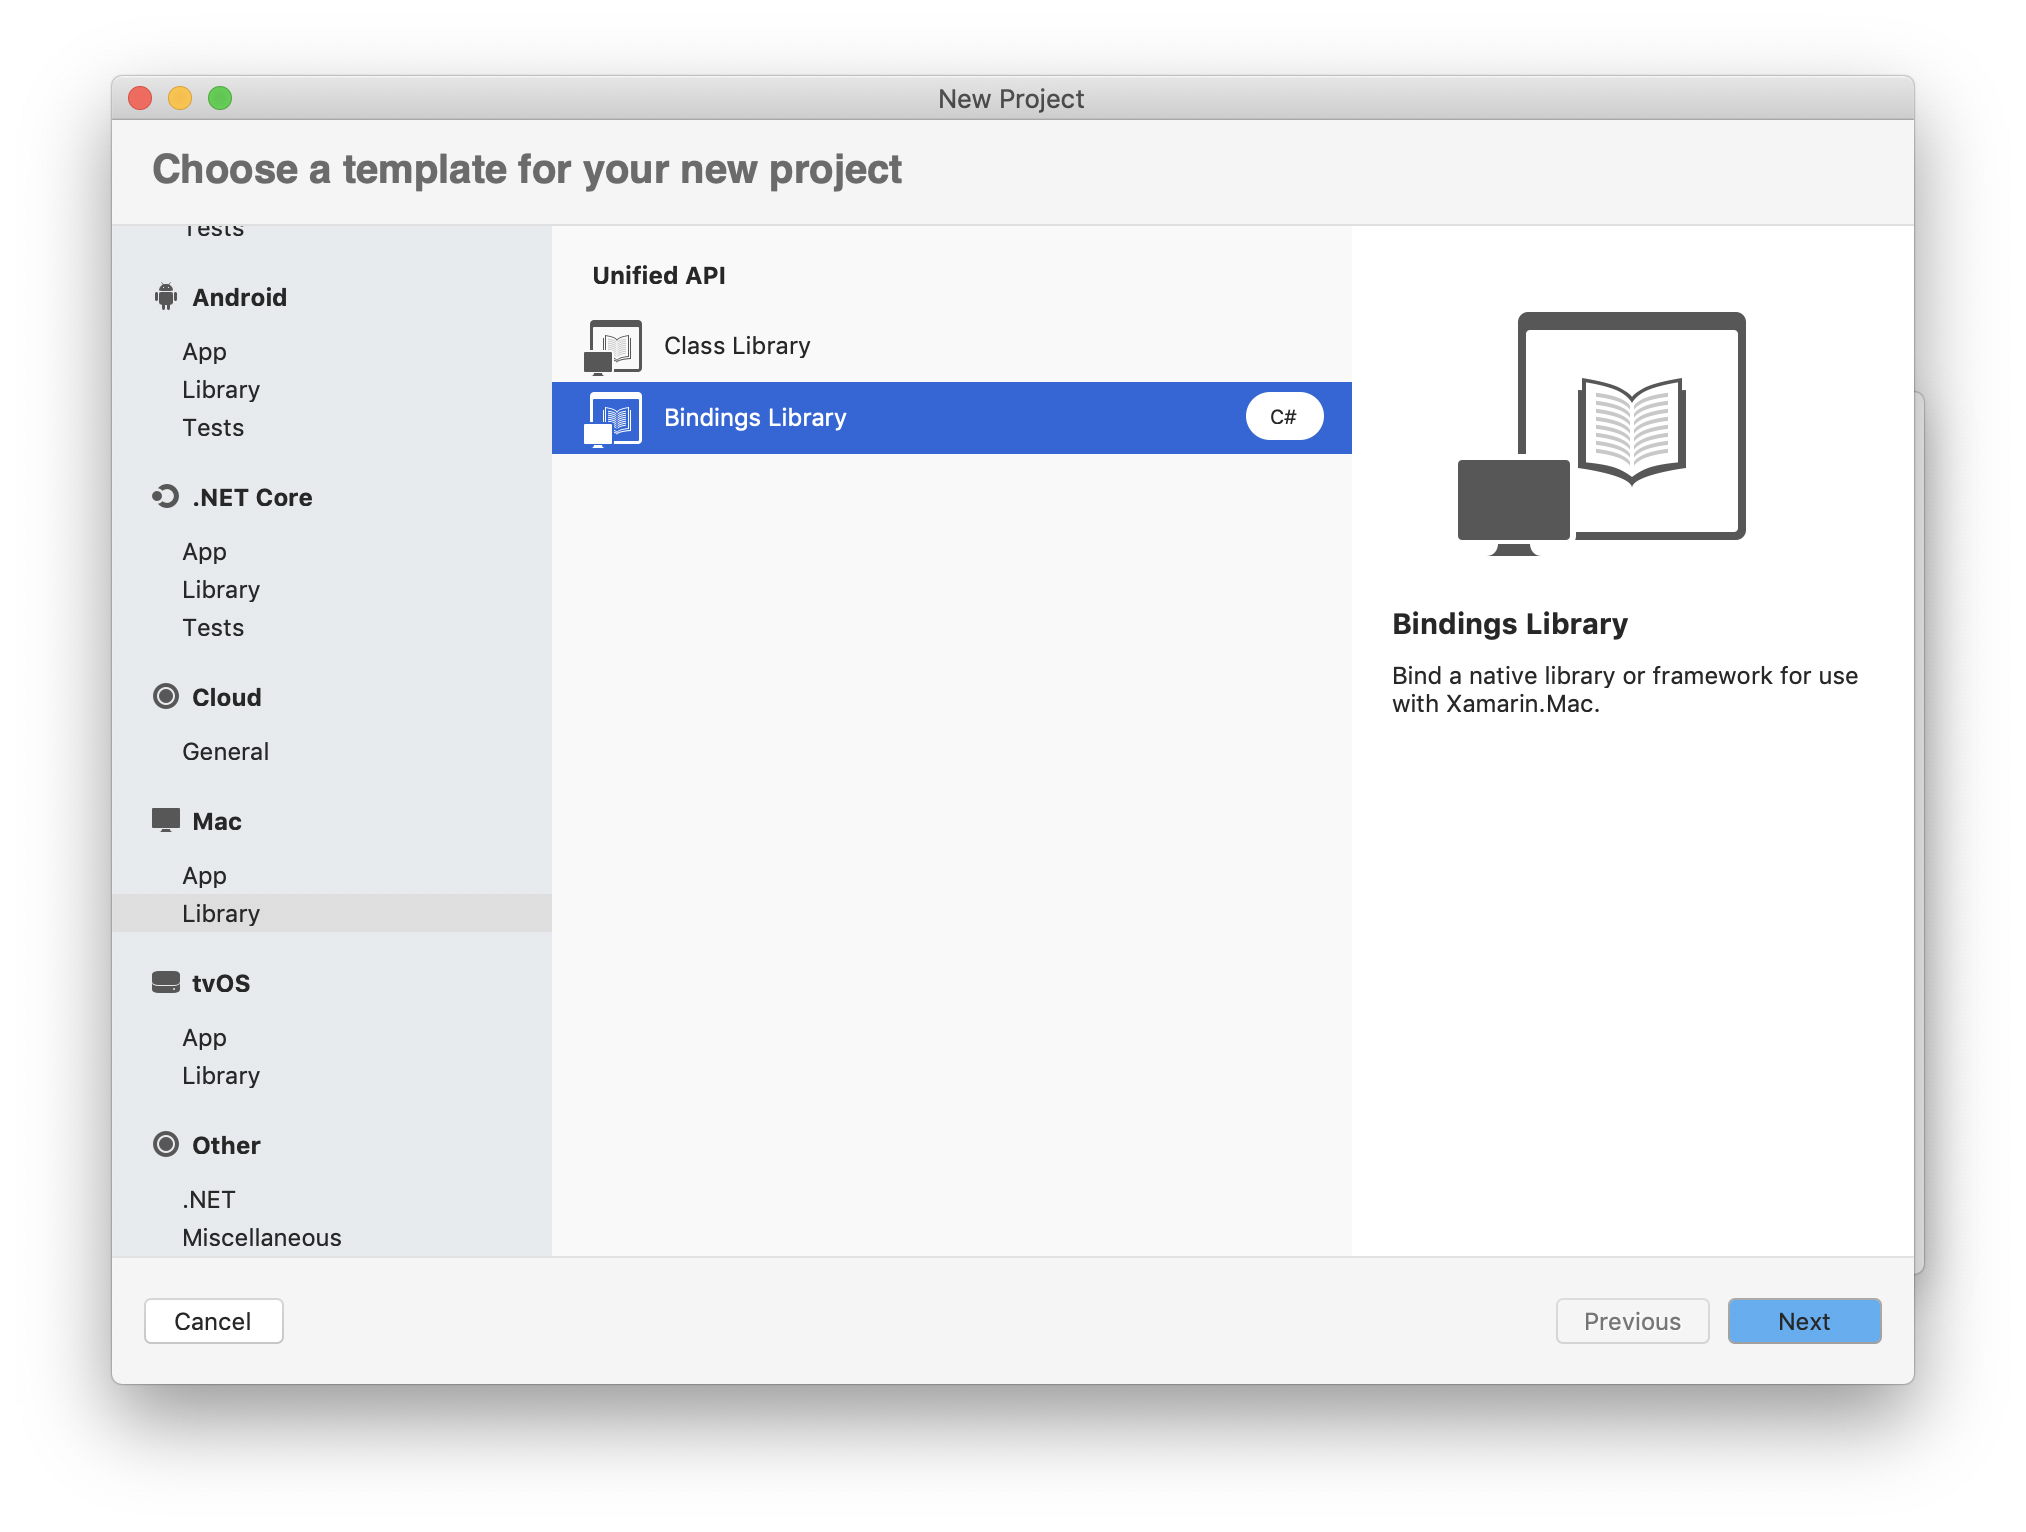 New Project
Choose a template for your new project
Tests
Android
App
Library
Tests
.NET Core
App
Library
Tests
Cloud
General
Mac
App
Library
tvOS
App
Library
Other
.NET
Miscellaneous
Unified API
Class Library
Bindings Library
C#
Bindings Library
Bind a native library or framework for use
with Xamarin.Mac.
Cancel
Previous
Next